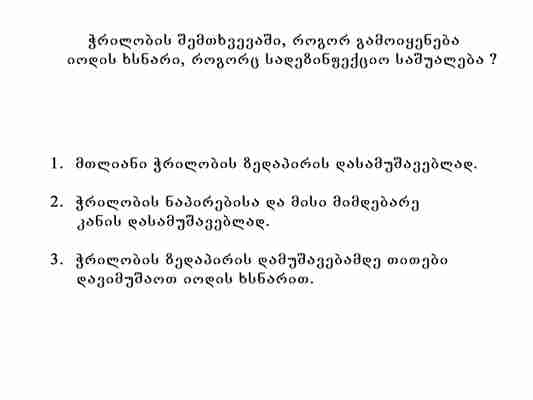 ჭრილობის შემთხვევაში, როგორ გამოიყენება
იოდის ხსნარი, როგორც სადეზინფექციო საშუალება ?
1. მთლიანი ჭრილობის ზედაპირის დასამუშავებლად.
2. ჭრილობის ნაპირებისა და მისი მიმდებარე
კანის დასამუშავებლად.
3. ჭრილობის ზედაპირის დამუშავებამდე თითები
დავიმუშაოთ იოდის ხსნარით.